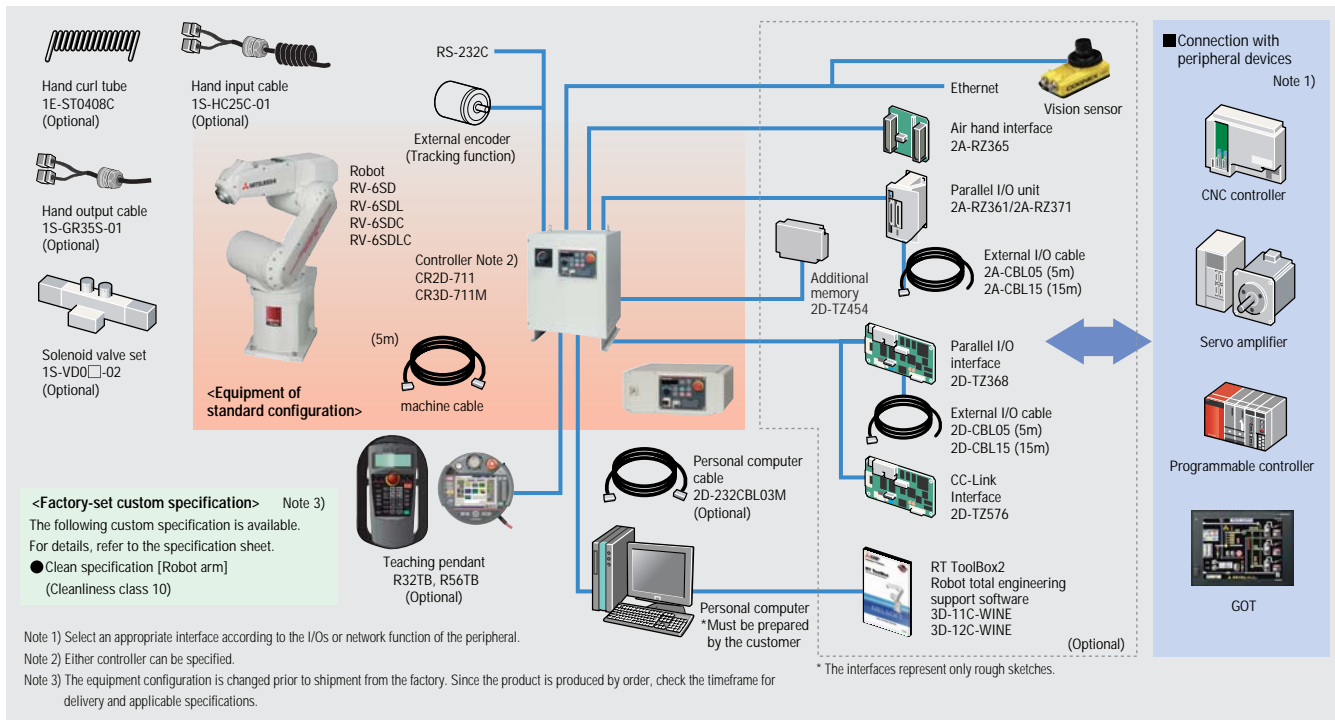 Hand curl tube
1E-ST0408C
(Optional)
Hand input cable
1S-HC25C-01
(Optional)
Hand output cable
1S-GR35S-01
(Optional)
Solenoid valve set
1S-VD0□-02
(Optional)
RS-232C
External encoder
(Tracking function)
MITSUBISHI
Robot
RV-6SD
RV-6SDL
RV-6SDC
RV-6SDLC
Controller Note 2)
CR2D-711
CR3D-711M
(5m)
machine cable
<Equipment of
standard configuration>
Ethernet
Vision sensor
Air hand interface
2A-RZ365
Parallel I/O unit
2A-RZ361/2A-RZ371
External I/O cable
2A-CBL05 (5m)
2A-CBL15 (15m)
Additional
memory
2D-TZ454
Parallel I/O
interface
2D-TZ368
External I/O cable
2D-CBL05 (5m)
2D-CBL15 (15m)
CC-Link
Interface
2D-TZ576
RT ToolBox2
Robot total engineering
support software
3D-11C-WINE
3D-12C-WINE
(Optional)
* The interfaces represent only rough sketches.
■Connection with
peripheral devices
Note 1)
CNC controller
Servo amplifier
Programmable controller
GOT
Personal computer
cable
2D-232CBL03M
(Optional)
Personal computer
*Must be prepared
by the customer
Teaching pendant
R32TB, R56TB
(Optional)
<Factory-set custom specification> Note 3)
The following custom specification is available.
For details, refer to the specification sheet.
●Clean specification [Robot arm]
(Cleanliness class 10)
Note 1) Select an appropriate interface according to the I/Os or network function of the peripheral.
Note 2) Either controller can be specified.
Note 3) The equipment configuration is changed prior to shipment from the factory. Since the product is produced by order, check the timeframe for
delivery and applicable specifications.